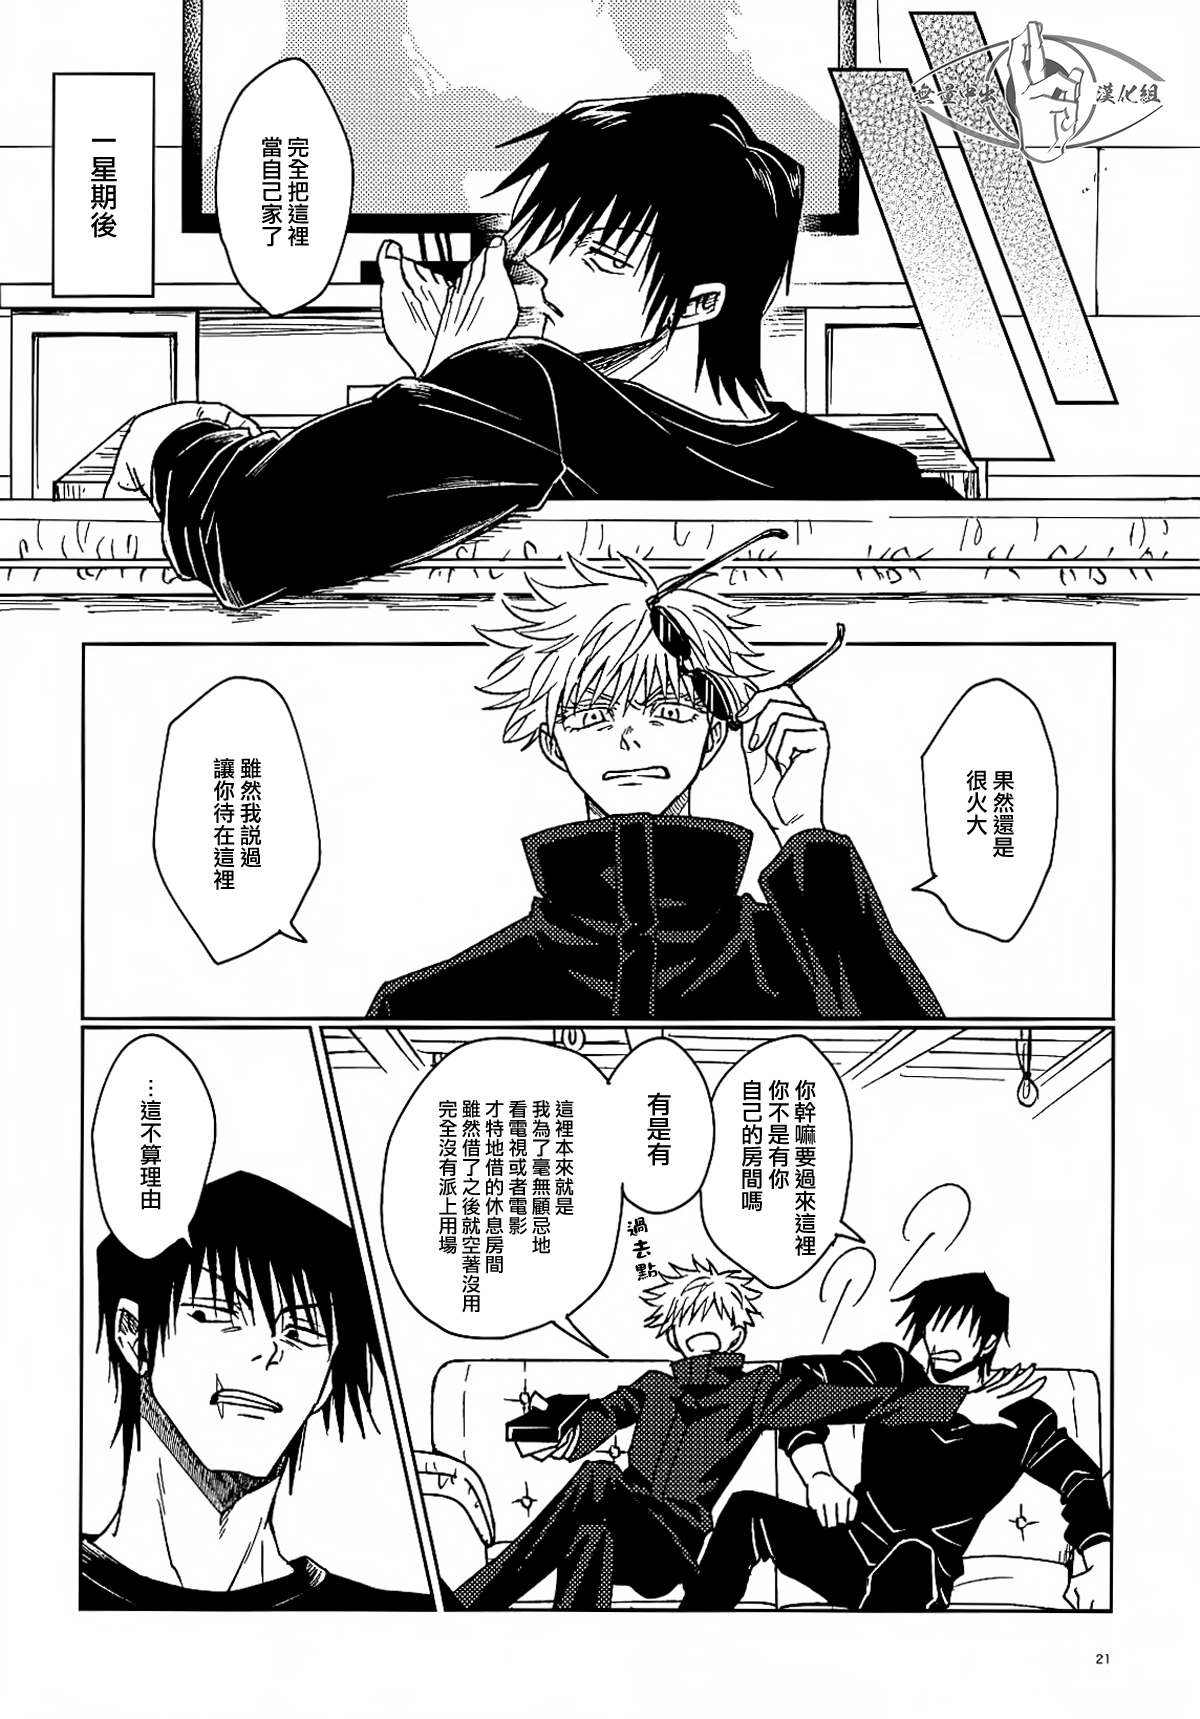 無量中出
漢化組
一星期後
完全把這裡
當自己家了
果然還是
很火大
雖然我說過
讓你待在這裡
你幹嘛要過來這裡
你不是有你
自己的房間嗎
有是有
這裡本來就是
我為了毫無顧忌地
看電視或者電影
才特地借的休息房間
雖然借了之後就空著沒用
完全沒有派上用場
過去點
…這不算理由
21